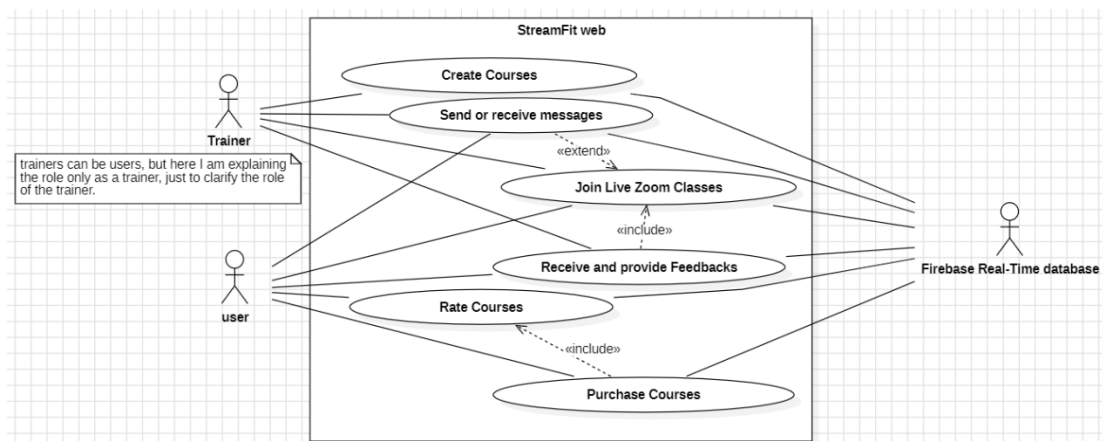 StreamFit web
Create Courses
Send or receive messages
Trainer
«extend»
trainers can be users, but here I am explaining
the role only as a trainer, just to clarify the role
of the trainer.
Join Live Zoom Classes
«include»
Receive and provide Feedbacks
Firebase Real-Time database
user
Rate Courses
«include»
Purchase Courses